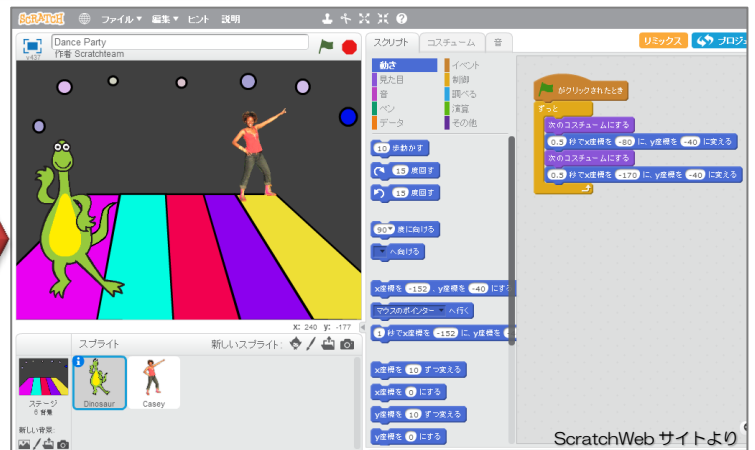 SCRATCH ファイル▼ 編集▼ ヒント 説明
v437 Dance Party
作者 Scratchteam
スクリプト コスチューム 音
リミックス
動き イベント
見た目 制御
音 調べる
ペン 演算
データ その他
10 歩動かす
15 度回す
15 度回す
90▼ 度に向ける
▼ へ向ける
x座標を -152 、y座標を -40 にする
マウスのポインター▼ へ行く
1 秒でx座標を -152 に、y座標を
x座標を 10 ずつ変える
x座標を 0 にする
y座標を 10 ずつ変える
y座標を 0 にする
がクリックされたとき
ずっと
次のコスチュームにする
0.5 秒でx座標を -80 に、y座標を -40 に変える
次のコスチュームにする
0.5 秒でx座標を -170 に、y座標を -40 に変える
x: 240 y: -177
スプライト 新しいスプライト:
ステージ
6 背景
新しい背景:
Dinosaur Casey
ScratchWeb サイトより